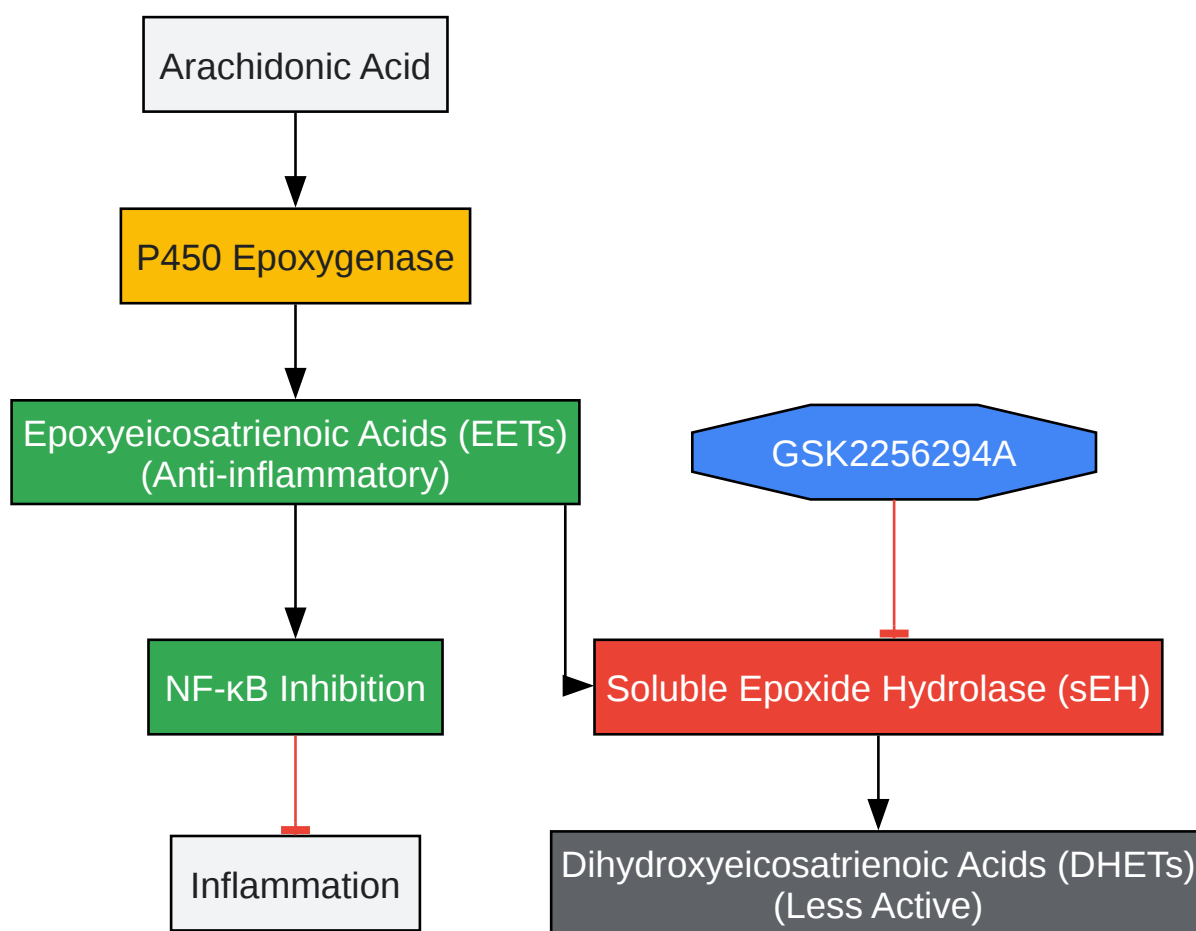 Arachidonic Acid
P450 Epoxygenase
Epoxyeicosatrienoic Acids (EETs)
(Anti-inflammatory)
GSK2256294A
NF-κB Inhibition
Soluble Epoxide Hydrolase (sEH)
Inflammation
Dihydroxyeicosatrienoic Acids (DHETs)
(Less Active)